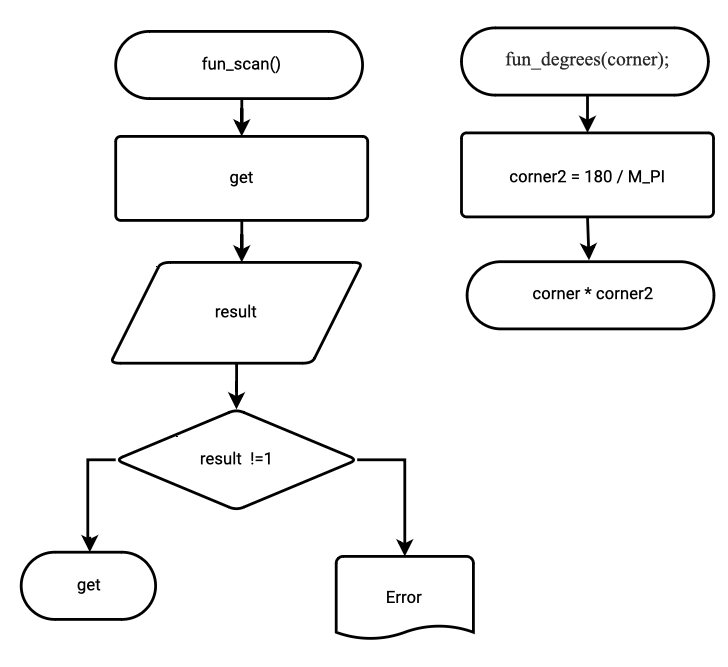 fun_scan()
get
result
result !=1
get
Error
fun_degrees(corner);
corner2 = 180 / M_PI
corner * corner2